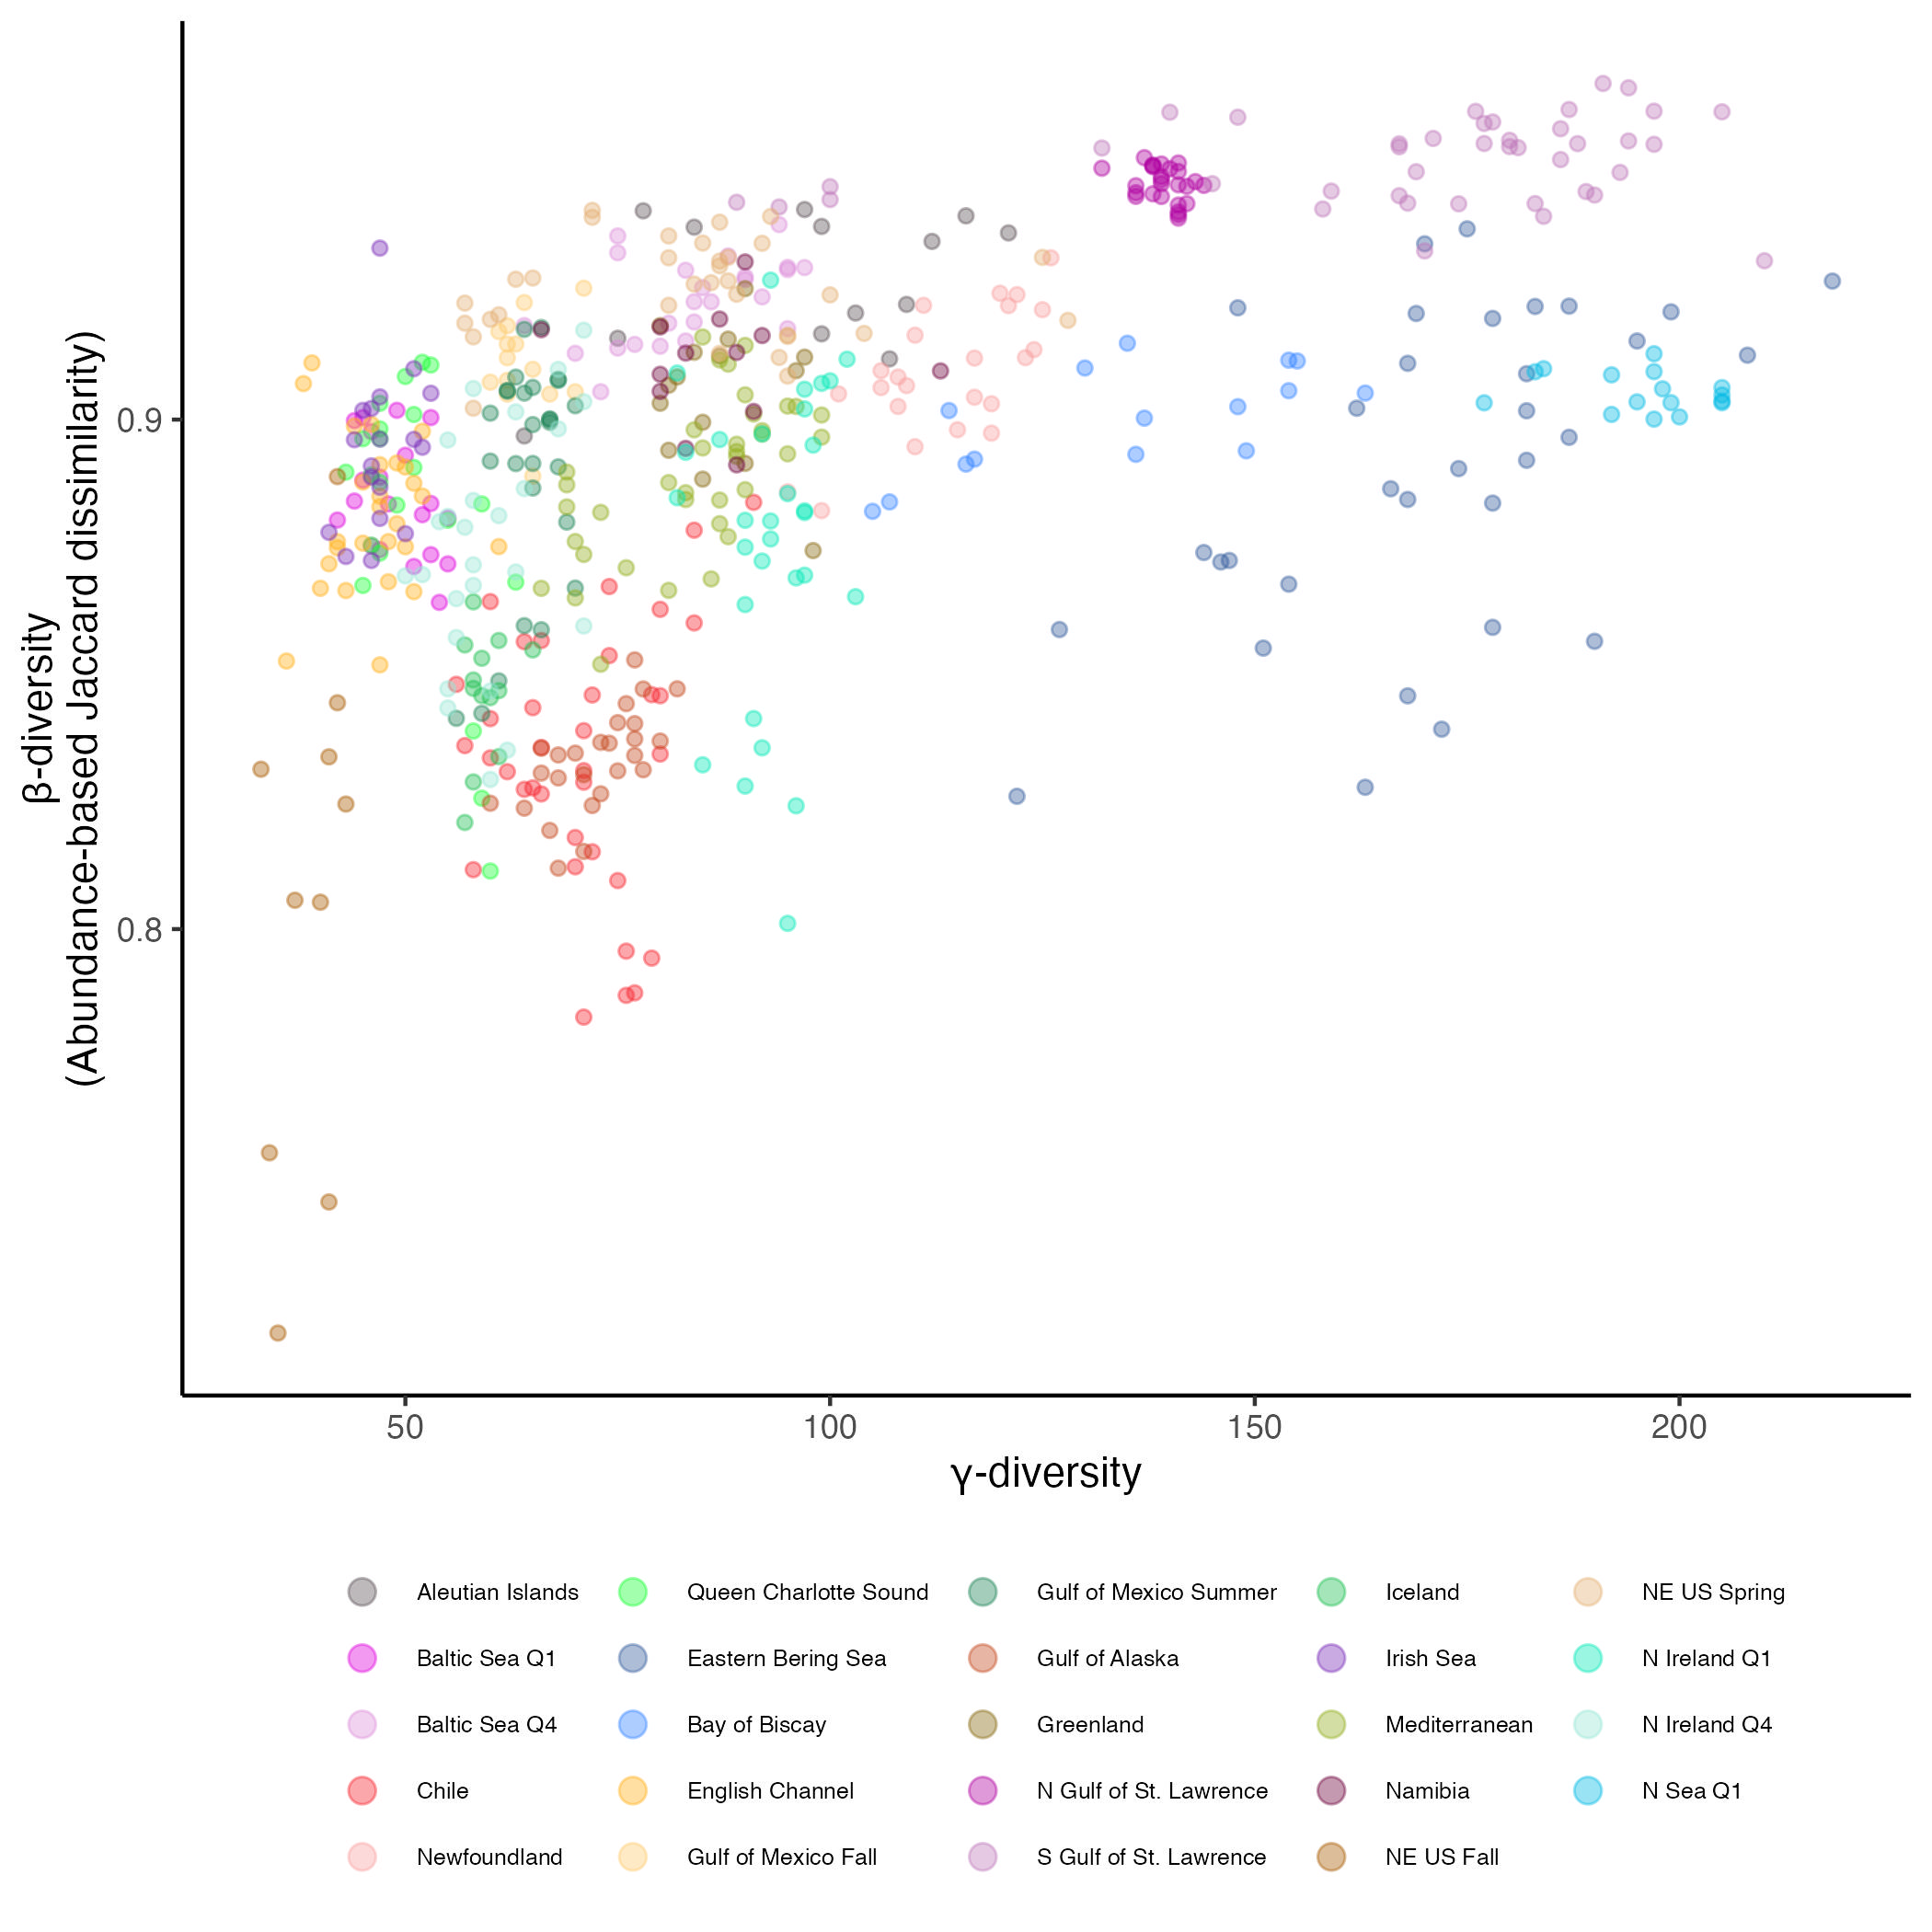 β-diversity
(Abundance-based Jaccard dissimilarity)
0.9
0.8
50 100 150 200
γ-diversity
Aleutian Islands Queen Charlotte Sound Gulf of Mexico Summer Iceland NE US Spring
Baltic Sea Q1 Eastern Bering Sea Gulf of Alaska Irish Sea N Ireland Q1
Baltic Sea Q4 Bay of Biscay Greenland Mediterranean N Ireland Q4
Chile English Channel N Gulf of St. Lawrence Namibia N Sea Q1
Newfoundland Gulf of Mexico Fall S Gulf of St. Lawrence NE US Fall